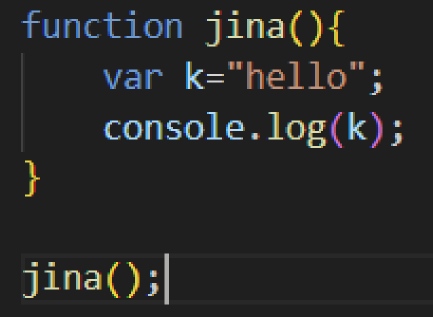 function jina(){
    var k="hello";
    console.log(k);
}
jina();